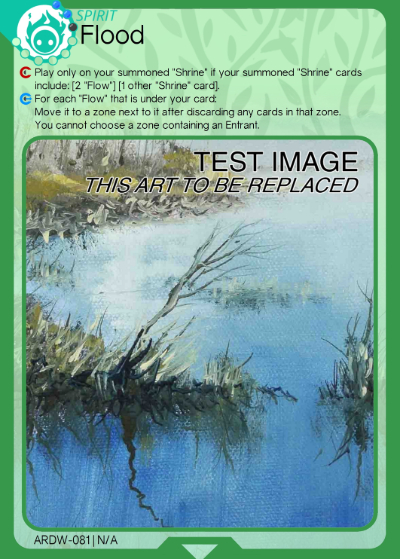 SPIRIT
Flood
Play only on your summoned "Shrine" if your summoned "Shrine" cards
include: [2 "Flow"] [1 other "Shrine" card].
For each "Flow" that is under your card:
Move it to a zone next to it after discarding any cards in that zone.
You cannot choose a zone containing an Entrant.
TEST IMAGE
THIS ART TO BE REPLACED
ARDW-081| N/A